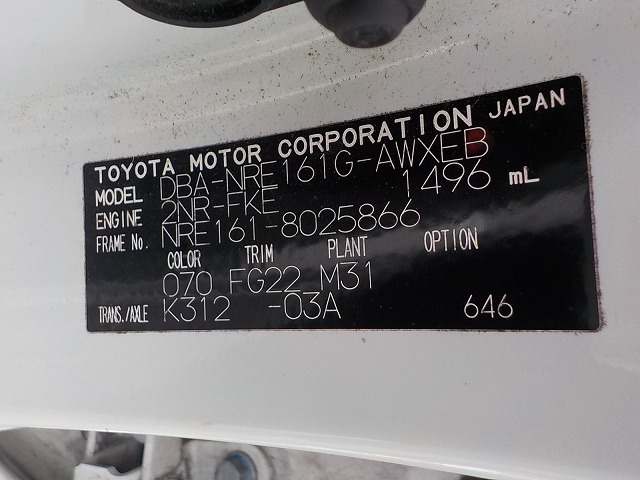 TOYOTA MOTOR CORPORATION JAPAN
MODEL DBA-NRE161G-AWXEB
ENGINE 2NR-FKE 1496 mL
FRAME No. NRE161-8025866
COLOR TRIM PLANT OPTION
070 FG22 M31
TRANS./AXLE K312 -03A 646